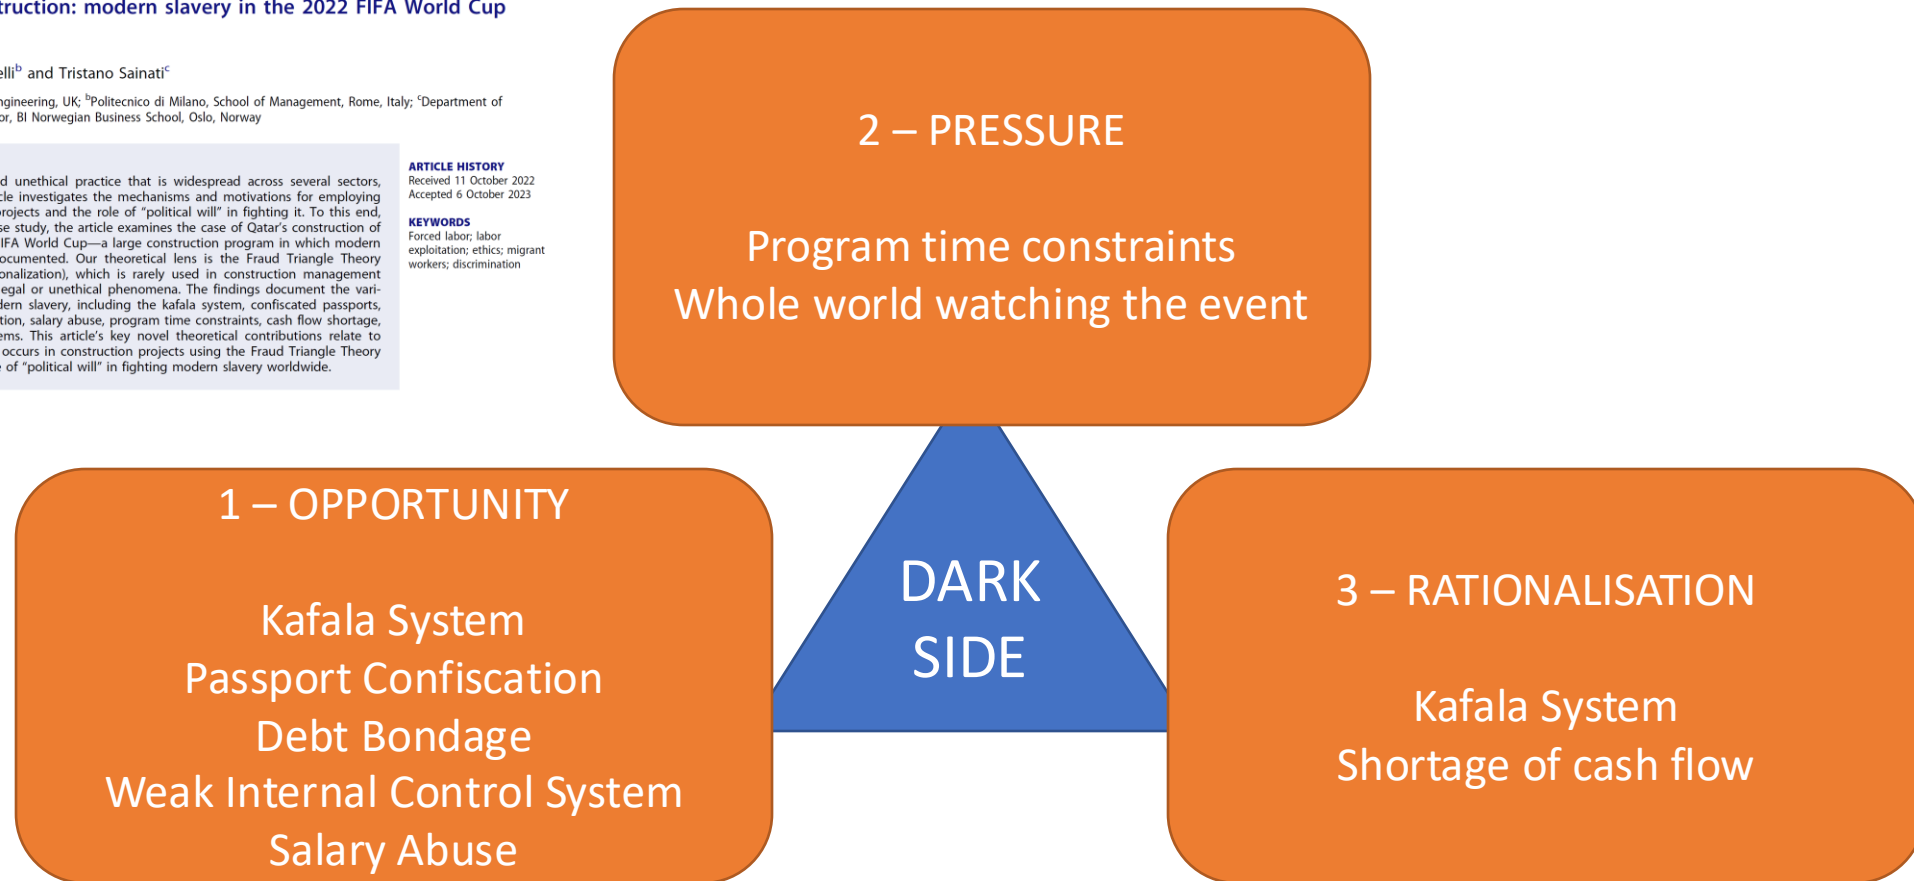 truction: modern slavery in the 2022 FIFA World Cup
elli^b and Tristano Sainati^c
ngineering, UK; ^bPolitecnico di Milano, School of Management, Rome, Italy; ^cDepartment of
or, BI Norwegian Business School, Oslo, Norway
d unethical practice that is widespread across several sectors,
cle investigates the mechanisms and motivations for employing
projects and the role of “political will” in fighting it. To this end,
se study, the article examines the case of Qatar’s construction of
IFA World Cup—a large construction program in which modern
ocumented. Our theoretical lens is the Fraud Triangle Theory
onalization), which is rarely used in construction management
egal or unethical phenomena. The findings document the vari-
dern slavery, including the kafala system, confiscated passports,
tion, salary abuse, program time constraints, cash flow shortage,
ems. This article’s key novel theoretical contributions relate to
occurs in construction projects using the Fraud Triangle Theory
e of “political will” in fighting modern slavery worldwide.
ARTICLE HISTORY
Received 11 October 2022
Accepted 6 October 2023
KEYWORDS
Forced labor; labor
exploitation; ethics; migrant
workers; discrimination
2 – PRESSURE
Program time constraints
Whole world watching the event
1 – OPPORTUNITY
Kafala System
Passport Confiscation
Debt Bondage
Weak Internal Control System
Salary Abuse
DARK
SIDE
3 – RATIONALISATION
Kafala System
Shortage of cash flow